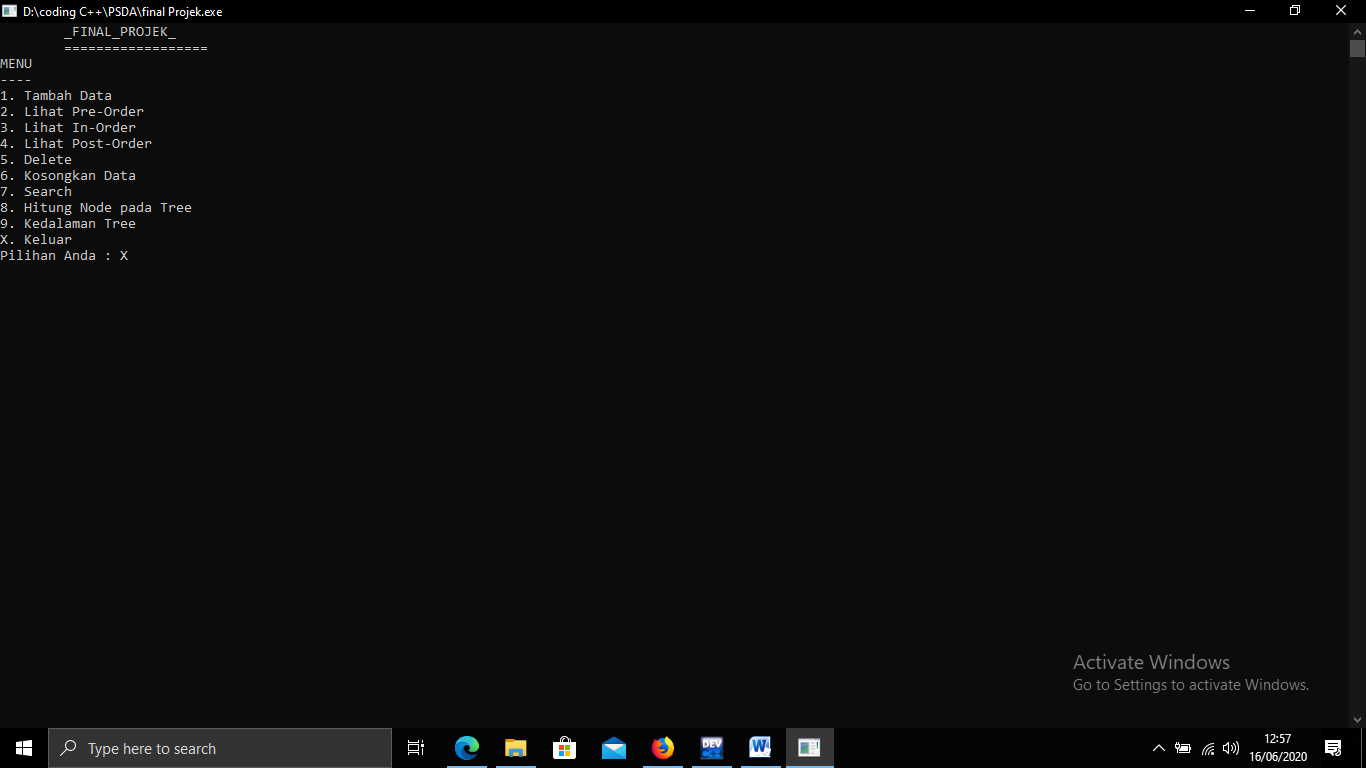 D:\coding C++\PSDA\final Projek.exe
_FINAL_PROJEK_
==================
MENU
----
1. Tambah Data
2. Lihat Pre-Order
3. Lihat In-Order
4. Lihat Post-Order
5. Delete
6. Kosongkan Data
7. Search
8. Hitung Node pada Tree
9. Kedalaman Tree
X. Keluar
Pilihan Anda : X
Activate Windows
Go to Settings to activate Windows.
Type here to search
DEV
W
12:57
16/06/2020